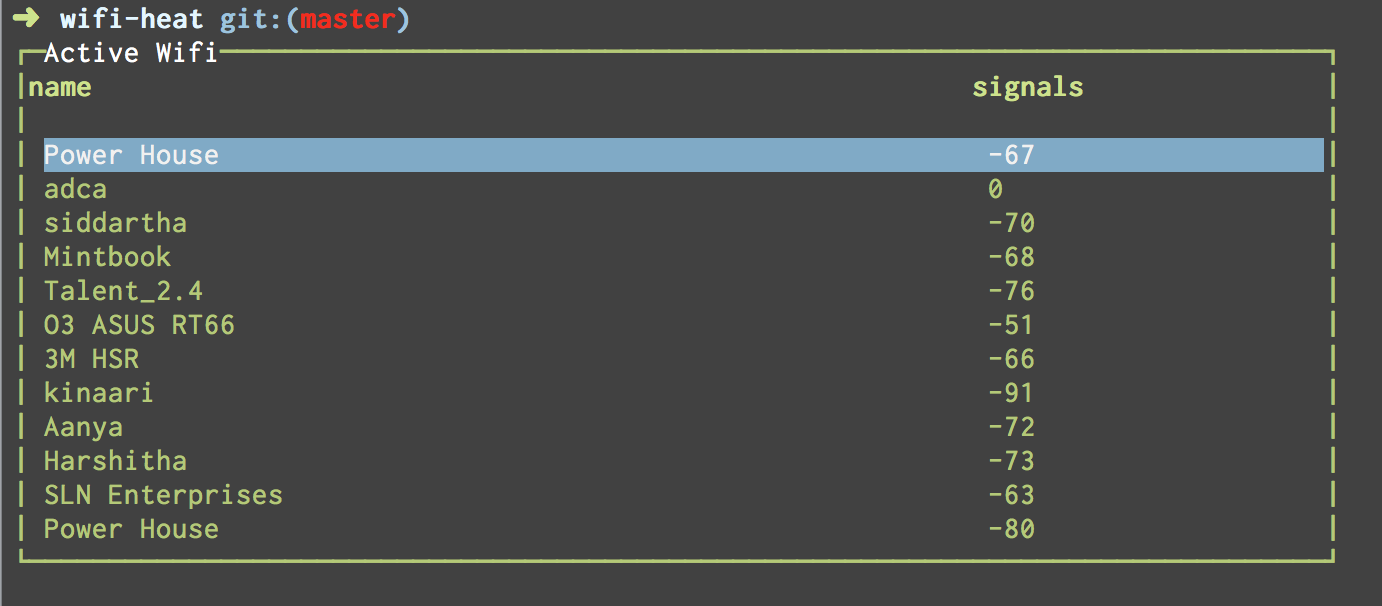 ➜ wifi-heat git:(master)
Active Wifi
name signals
Power House -67
adca 0
siddartha -70
Mintbook -68
Talent_2.4 -76
O3 ASUS RT66 -51
3M HSR -66
kinaari -91
Aanya -72
Harshitha -73
SLN Enterprises -63
Power House -80